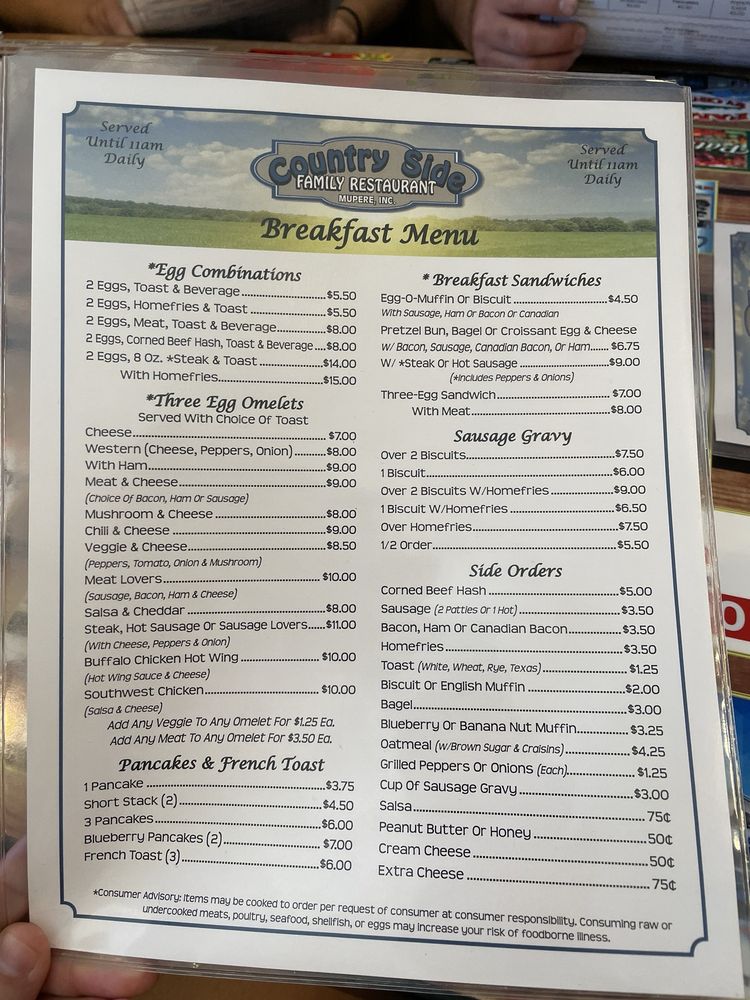 Served
Until 11am
Daily
Country Side
FAMILY RESTAURANT
MUPERE, INC.
Served
Until 11am
Daily
Breakfast Menu
*Egg Combinations
2 Eggs, Toast & Beverage $5.50
2 Eggs, Homefries & Toast $5.50
2 Eggs, Meat, Toast & Beverage $8.00
2 Eggs, Corned Beef Hash, Toast & Beverage $8.00
2 Eggs, 8 Oz. *Steak & Toast $14.00
With Homefries $15.00
*Three Egg Omelets
Served With Choice Of Toast
Cheese $7.00
Western (Cheese, Peppers, Onion) $8.00
With Ham $9.00
Meat & Cheese $9.00
(Choice Of Bacon, Ham Or Sausage)
Mushroom & Cheese $8.00
Chili & Cheese $9.00
Veggie & Cheese $8.50
(Peppers, Tomato, Onion & Mushroom)
Meat Lovers $10.00
(Sausage, Bacon, Ham & Cheese)
Salsa & Cheddar $8.00
Steak, Hot Sausage Or Sausage Lovers $11.00
(With Cheese, Peppers & Onion)
Buffalo Chicken Hot Wing $10.00
(Hot Wing Sauce & Cheese)
Southwest Chicken $10.00
(Salsa & Cheese)
Add Any Veggie To Any Omelet For $1.25 Ea.
Add Any Meat To Any Omelet For $3.50 Ea.
Pancakes & French Toast
1 Pancake $3.75
Short Stack (2) $4.50
3 Pancakes $6.00
Blueberry Pancakes (2) $7.00
French Toast (3) $6.00
* Breakfast Sandwiches
Egg-O-Muffin Or Biscuit $4.50
With Sausage, Ham Or Bacon Or Canadian
Pretzel Bun, Bagel Or Croissant Egg & Cheese
W/ Bacon, Sausage, Canadian Bacon, Or Ham $6.75
W/ *Steak Or Hot Sausage $9.00
(*Includes Peppers & Onions)
Three-Egg Sandwich $7.00
With Meat $8.00
Sausage Gravy
Over 2 Biscuits $7.50
1 Biscuit $6.00
Over 2 Biscuits W/Homefries $9.00
1 Biscuit W/Homefries $6.50
Over Homefries $7.50
1/2 Order $5.50
Side Orders
Corned Beef Hash $5.00
Sausage (2 Patties Or 1 Hot) $3.50
Bacon, Ham Or Canadian Bacon $3.50
Homefries $3.50
Toast (White, Wheat, Rye, Texas) $1.25
Biscuit Or English Muffin $2.00
Bagel $3.00
Blueberry Or Banana Nut Muffin $3.25
Oatmeal (w/Brown Sugar & Craisins) $4.25
Grilled Peppers Or Onions (Each) $1.25
Cup Of Sausage Gravy $3.00
Salsa 75¢
Peanut Butter Or Honey 50¢
Cream Cheese 50¢
Extra Cheese 75¢
*Consumer Advisory: Items may be cooked to order per request of consumer at consumer responsibility. Consuming raw or
undercooked meats, poultry, seafood, shellfish, or eggs may increase your risk of foodborne illness.